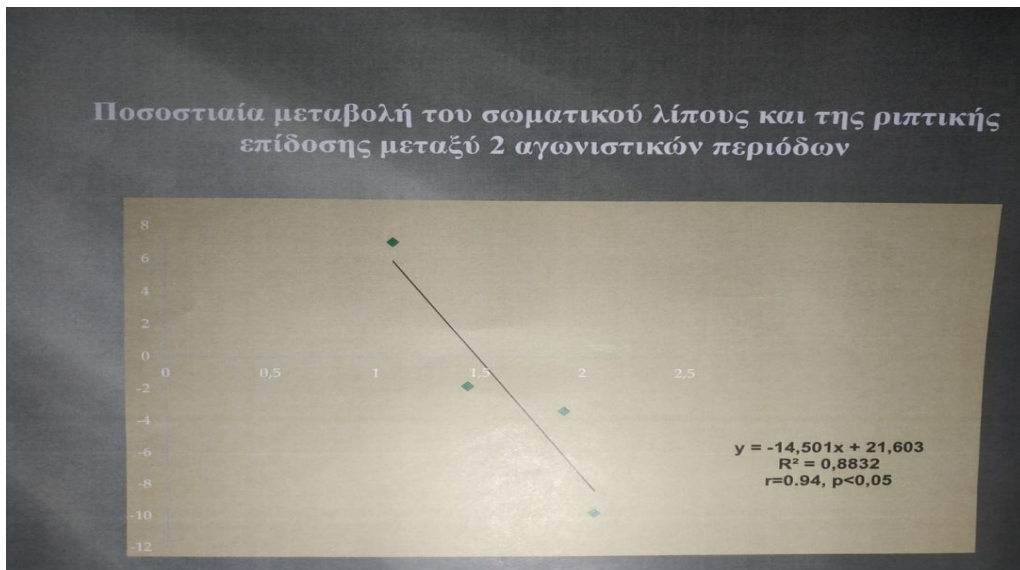 Ποσοστιαία μεταβολή του σωματικού λίπους και της ριπτικής
επίδοσης μεταξύ 2 αγωνιστικών περιόδων
8
6
4
2
0
0 0,5 1 1,5 2 2,5
-2
-4
-6
y = -14,501x + 21,603
R² = 0,8832
r=0.94, p<0,05
-8
-10
-12